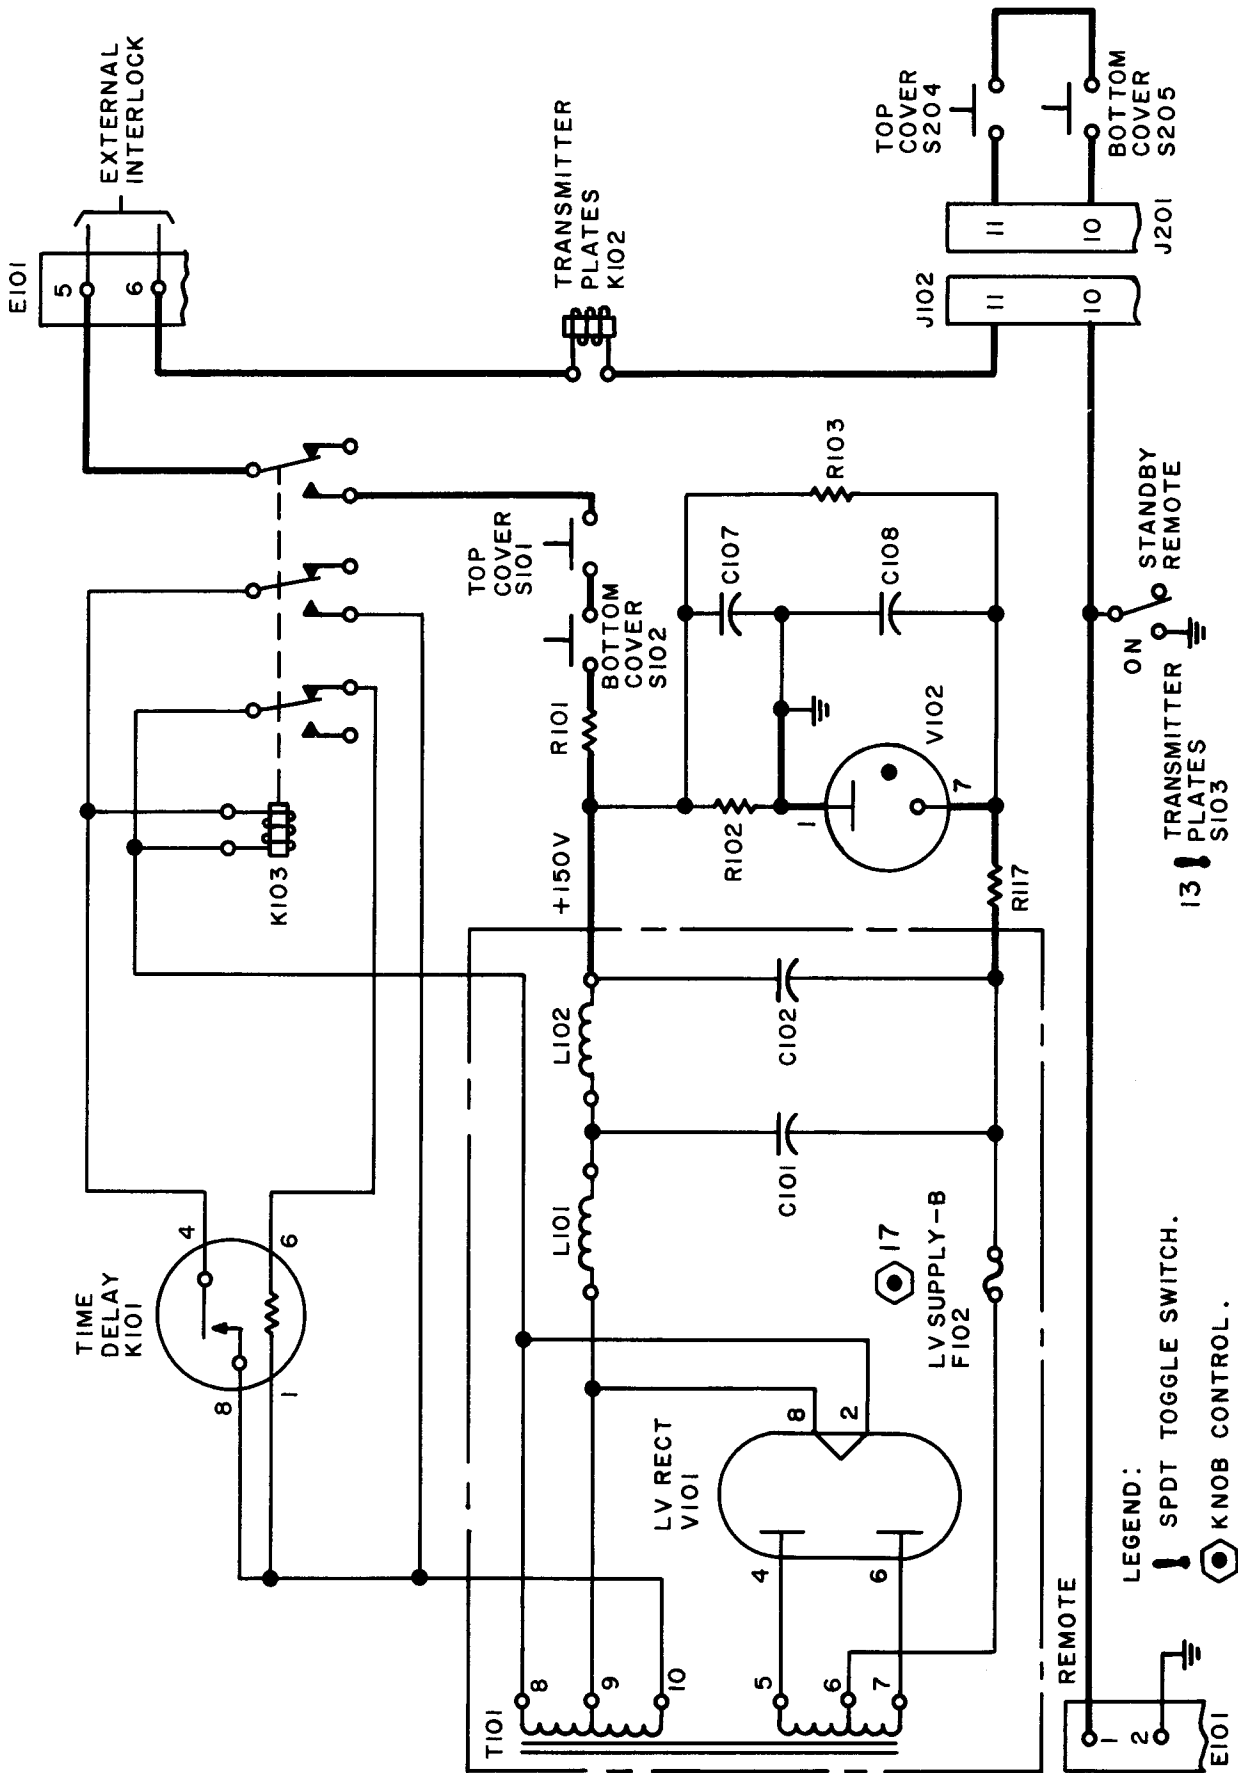 E101
5
6
EXTERNAL
INTERLOCK
TRANSMITTER
PLATES
K102
TOP
COVER
S204
BOTTOM
COVER
S205
J102
11
10
J201
11
10
TIME
DELAY
K101
4
6
8
1
K103
TOP
COVER
S101
BOTTOM
COVER
S102
R101
+150V
L102
L101
R102
C107
C108
R103
V102
1
7
R117
C102
C101
17
LV SUPPLY-B
F102
LV RECT
V101
8
2
4
6
T101
8
9
10
5
6
7
STANDBY
REMOTE
ON
13
TRANSMITTER
PLATES
S103
REMOTE
1
2
E101
LEGEND:
SPDT TOGGLE SWITCH.
KNOB CONTROL.